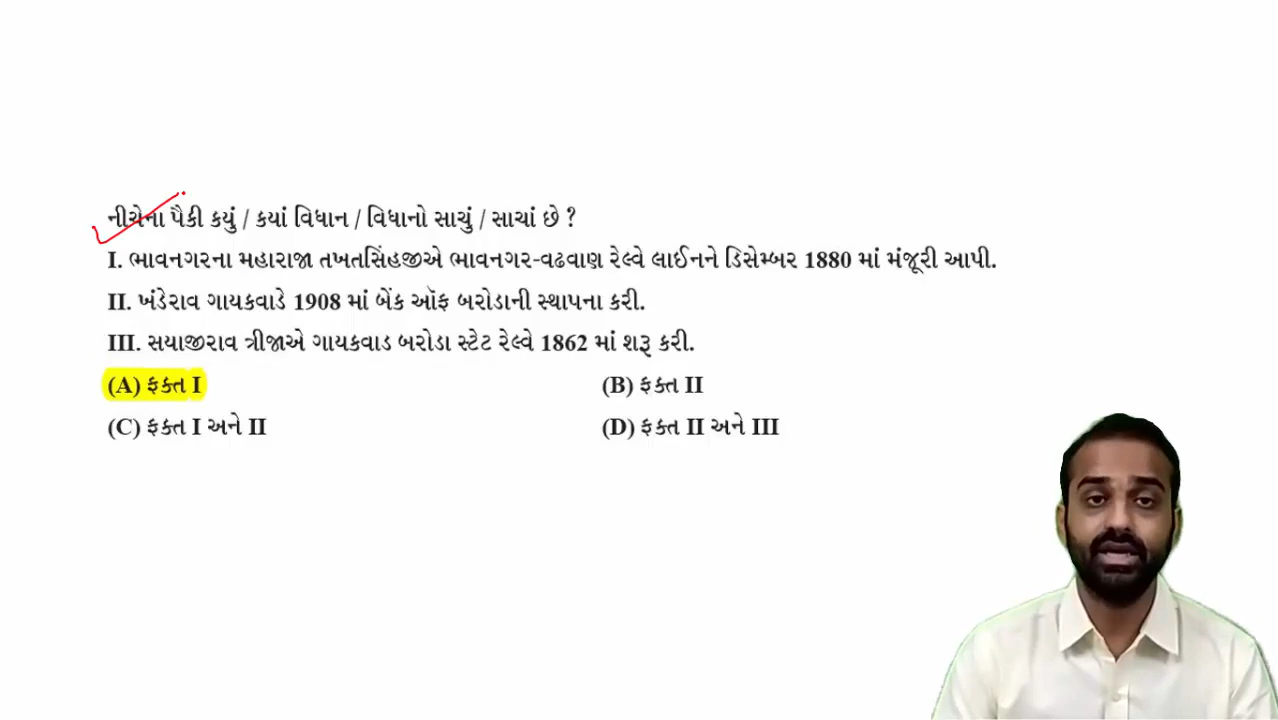 નીચેના પૈકી કયું / કયાં વિધાન / વિધાનો સાચું / સાચાં છે ?
I. ભાવનગરના મહારાજા તખતસિંહજીએ ભાવનગર-વઢવાણ રેલ્વે લાઈનને ડિસેમ્બર 1880 માં મંજૂરી આપી.
II. ખંડેરાવ ગાયકવાડે 1908 માં બેંક ઑફ બરોડાની સ્થાપના કરી.
III. સયાજીરાવ ત્રીજાએ ગાયકવાડ બરોડા સ્ટેટ રેલ્વે 1862 માં શરૂ કરી.
(A) ફક્ત I (B) ફક્ત II
(C) ફક્ત I અને II (D) ફક્ત II અને III